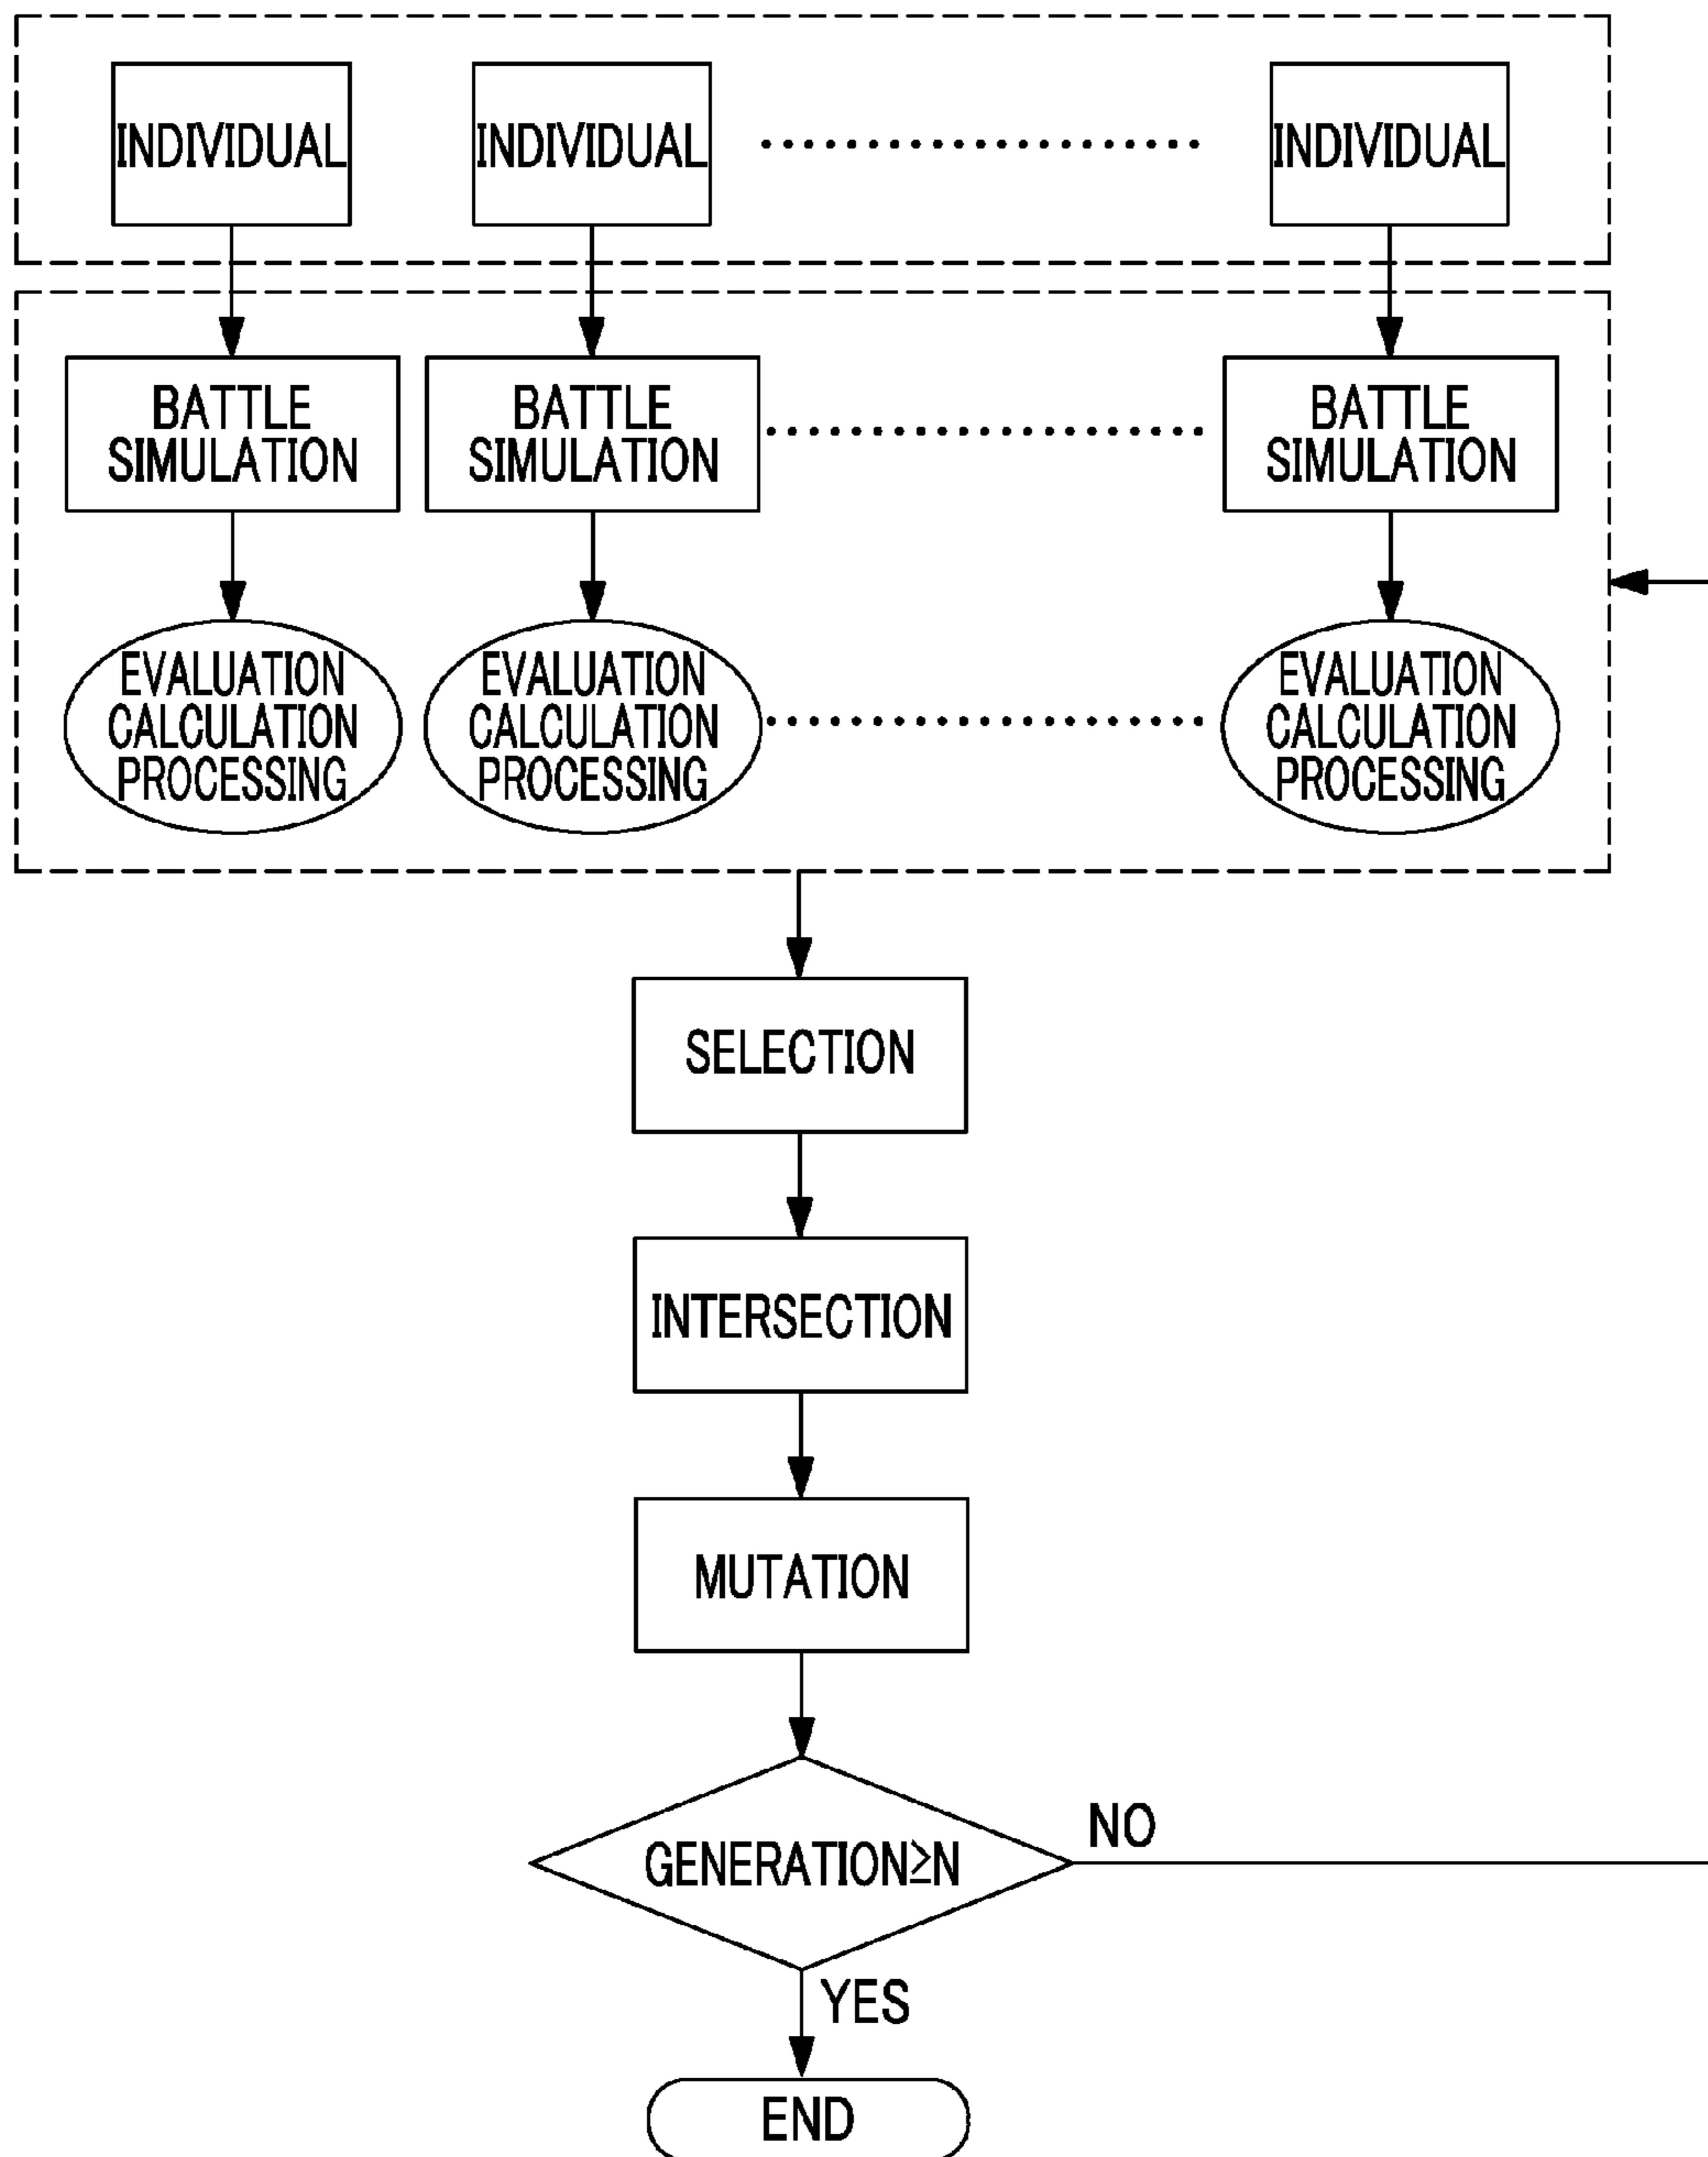 INDIVIDUAL INDIVIDUAL INDIVIDUAL
BATTLE BATTLE BATTLE
SIMULATION SIMULATION SIMULATION
EVALUATION EVALUATION EVALUATION
CALCULATION CALCULATION CALCULATION
PROCESSING PROCESSING PROCESSING
SELECTION
INTERSECTION
MUTATION
GENERATION≥N
NO
YES
END